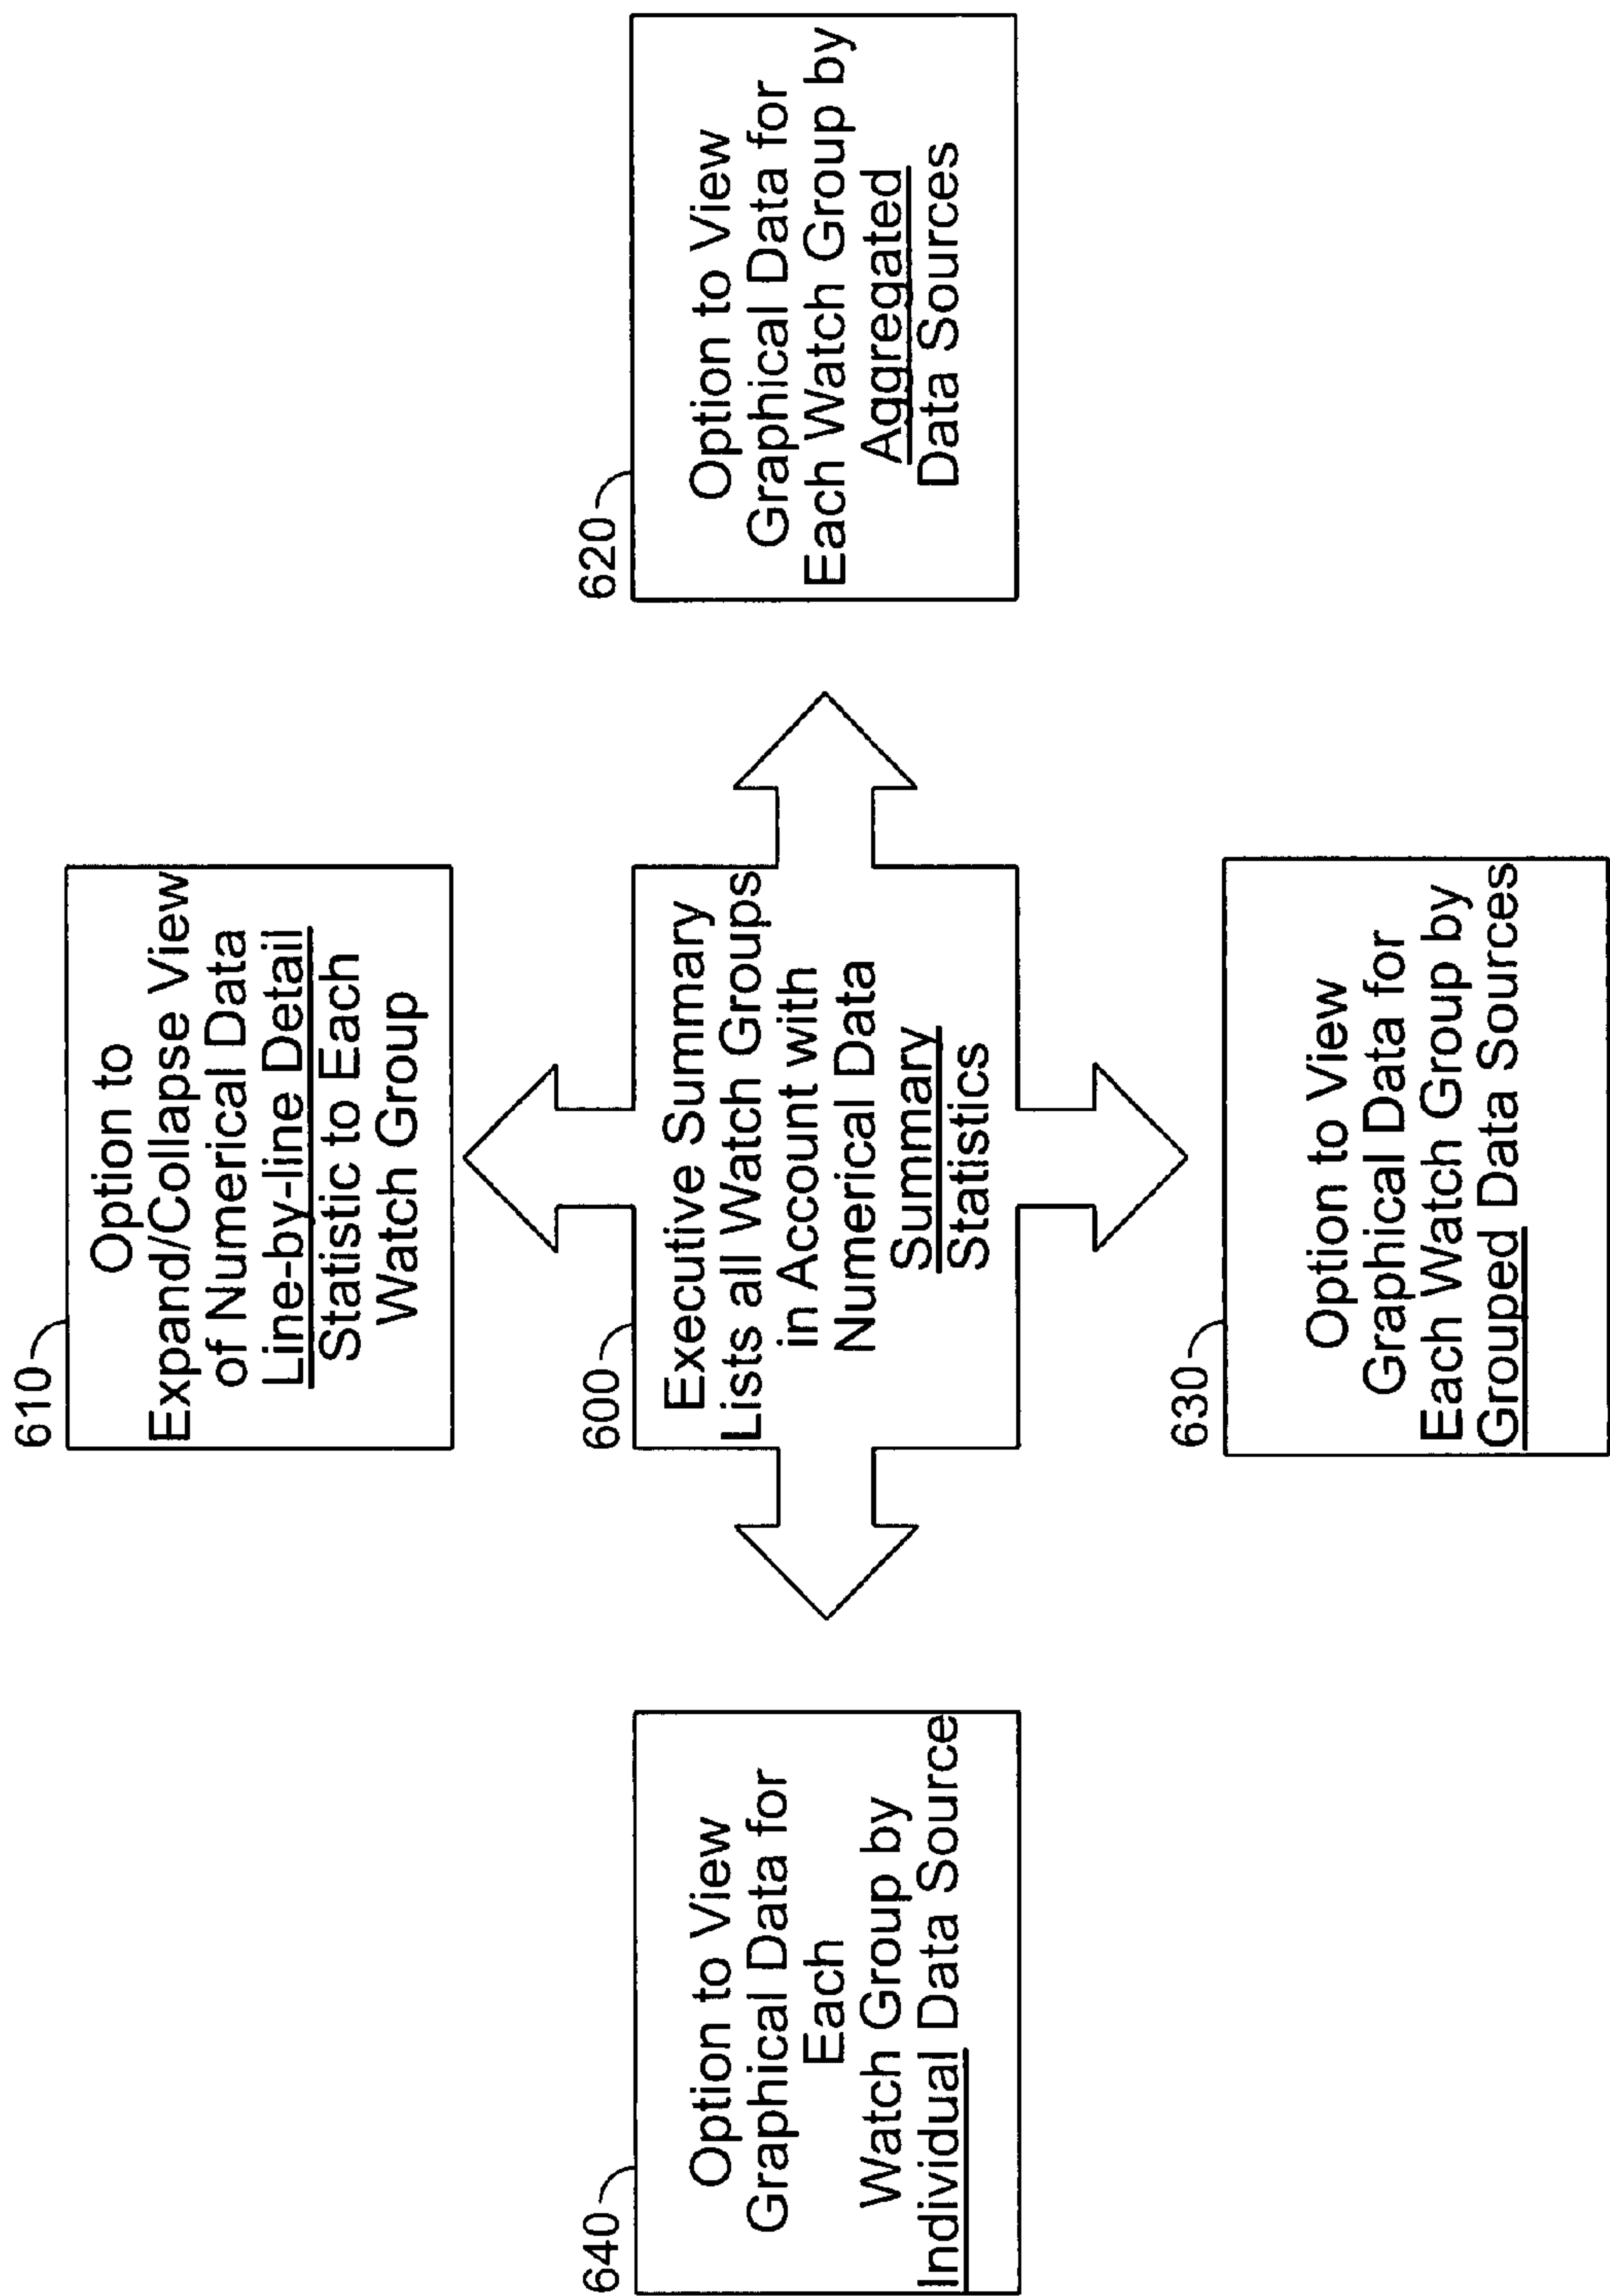 610
Option to
Expand/Collapse View
of Numerical Data
Line-by-line Detail
Statistic to Each
Watch Group
640
Option to View
Graphical Data for
Each
Watch Group by
Individual Data Source
600
Executive Summary
Lists all Watch Groups
in Account with
Numerical Data
Summary
Statistics
620
Option to View
Graphical Data for
Each Watch Group by
Aggregated
Data Sources
630
Option to View
Graphical Data for
Each Watch Group by
Grouped Data Sources